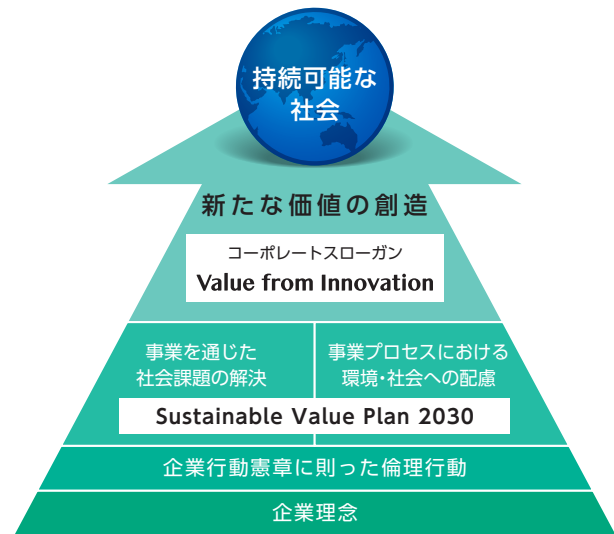 持続可能な
社会
新たな価値の創造
コーポレートスローガン
Value from Innovation
事業を通じた
社会課題の解決
事業プロセスにおける
環境・社会への配慮
Sustainable Value Plan 2030
企業行動憲章に則った倫理行動
企業理念